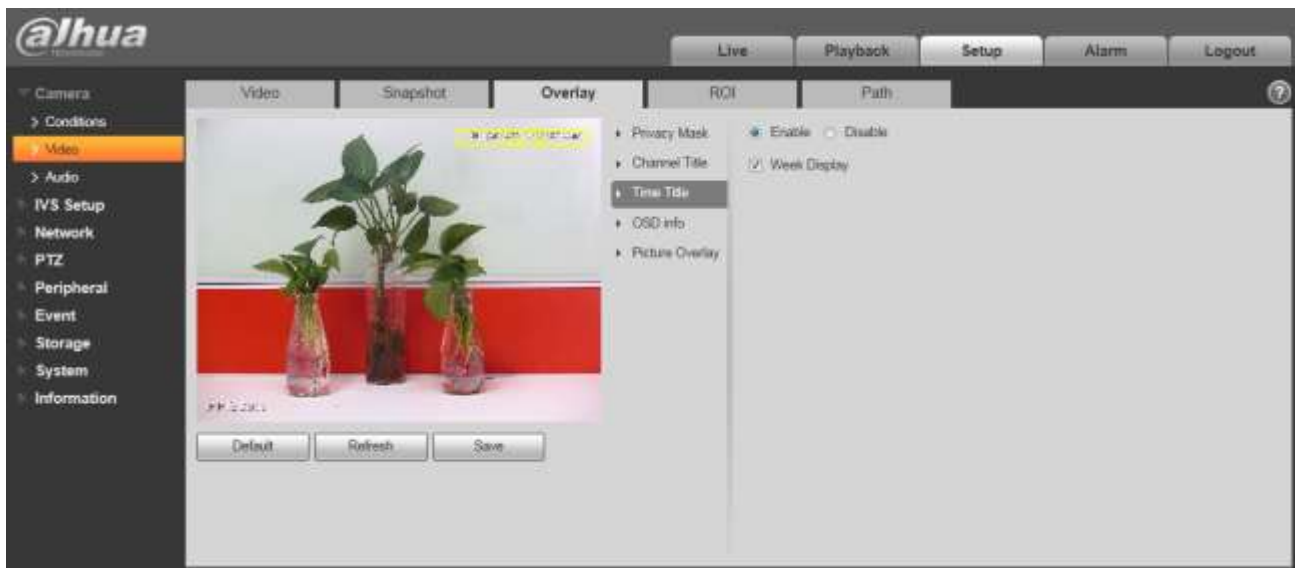 alhua
TECHNOLOGY
Live
Playback
Setup
Alarm
Logout
Camera
Conditions
Video
Audio
IVS Setup
Network
PTZ
Peripheral
Event
Storage
System
Information
Video
Snapshot
Overlay
ROI
Path
Privacy Mask
Channel Title
Time Title
OSD info
Picture Overlay
Enable
Disable
Week Display
Default
Refresh
Save